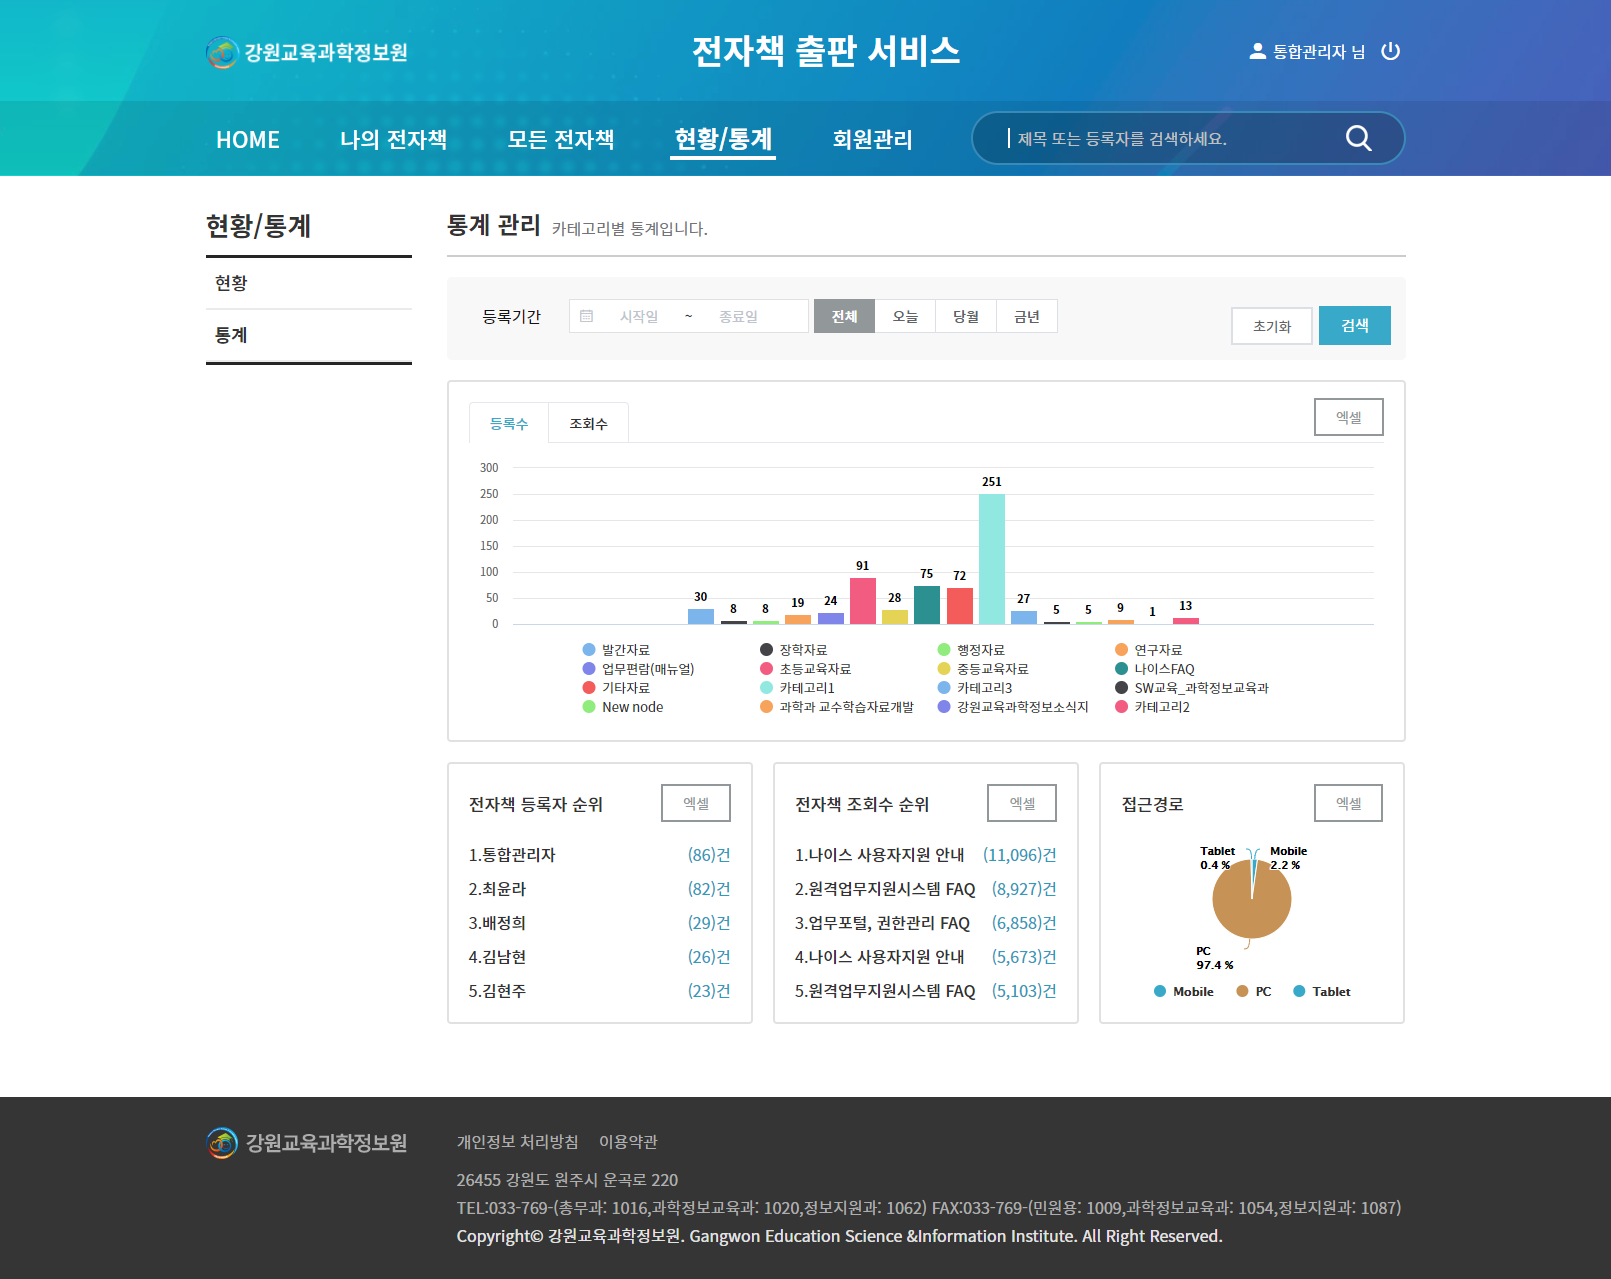 강원교육과학정보원
전자책 출판 서비스
통합관리자 님
HOME 나의 전자책 모든 전자책 현황/통계 회원관리
제목 또는 등록자를 검색하세요.
현황/통계
현황
통계
통계 관리 카테고리별 통계입니다.
등록기간 시작일 ~ 종료일 전체 오늘 당월 금년 초기화 검색
등록수 조회수 엑셀
300
250
200
150
100
50
0
30 8 8 19 24 91 28 75 72 251 27 5 5 9 1 13
발간자료 장학자료 행정자료 연구자료
업무편람(매뉴얼) 초등교육자료 중등교육자료 나이스FAQ
기타자료 카테고리1 카테고리3 SW교육_과학정보교육과
New node 과학과 교수학습자료개발 강원교육과학정보소식지 카테고리2
전자책 등록자 순위 엑셀
1.통합관리자 (86)건
2.최윤라 (82)건
3.배정희 (29)건
4.김남현 (26)건
5.김현주 (23)건
전자책 조회수 순위 엑셀
1.나이스 사용자지원 안내 (11,096)건
2.원격업무지원시스템 FAQ (8,927)건
3.업무포털, 권한관리 FAQ (6,858)건
4.나이스 사용자지원 안내 (5,673)건
5.원격업무지원시스템 FAQ (5,103)건
접근경로 엑셀
Tablet
0.4 %
Mobile
2.2 %
PC
97.4 %
Mobile PC Tablet
강원교육과학정보원
개인정보 처리방침 이용약관
26455 강원도 원주시 운곡로 220
TEL:033-769-(총무과: 1016,과학정보교육과: 1020,정보지원과: 1062) FAX:033-769-(민원용: 1009,과학정보교육과: 1054,정보지원과: 1087)
Copyright© 강원교육과학정보원. Gangwon Education Science &Information Institute. All Right Reserved.